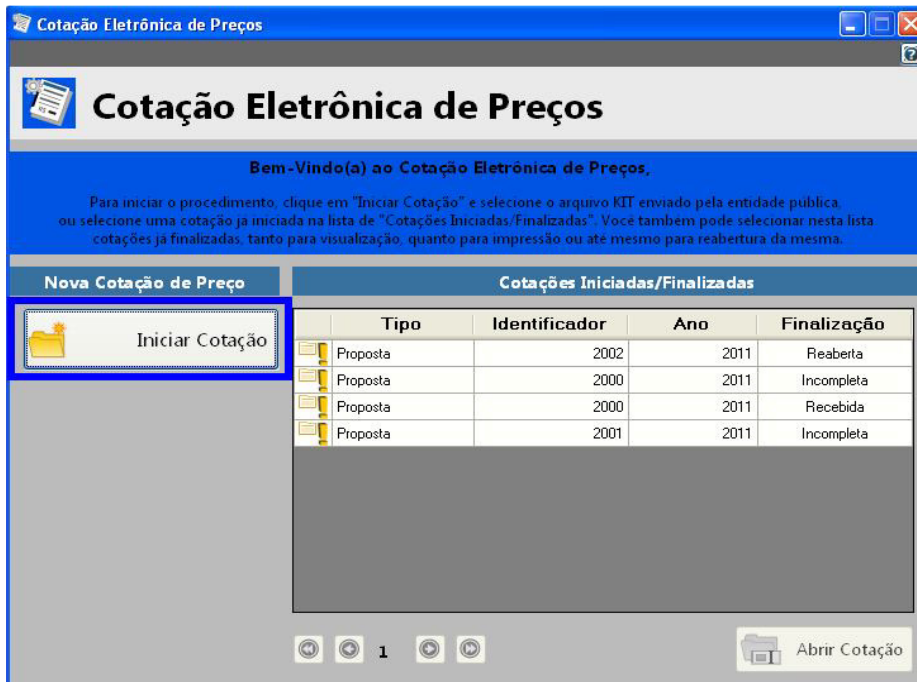 Cotação Eletrônica de Preços
Cotação Eletrônica de Preços
Bem-Vindo(a) ao Cotação Eletrônica de Preços,
Para iniciar o procedimento, clique em "Iniciar Cotação" e selecione o arquivo KIT enviado pela entidade pública,
ou selecione uma cotação já iniciada na lista de "Cotações Iniciadas/Finalizadas". Você também pode selecionar nesta lista
cotações já finalizadas, tanto para visualização, quanto para impressão ou até mesmo para reabertura da mesma.
Nova Cotação de Preço
Cotações Iniciadas/Finalizadas
Iniciar Cotação
Tipo Identificador Ano Finalização
Proposta 2002 2011 Reaberta
Proposta 2000 2011 Incompleta
Proposta 2000 2011 Recebida
Proposta 2001 2011 Incompleta
1
Abrir Cotação